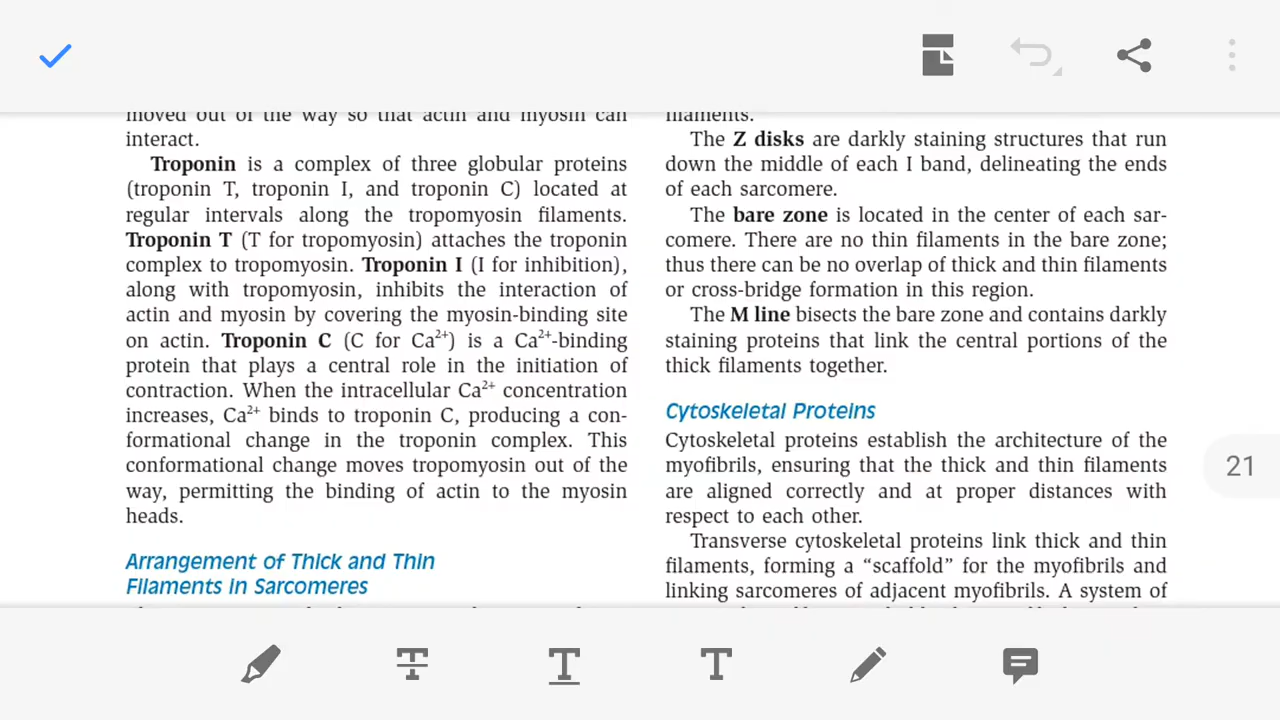 moved out of the way so that actin and myosin can
interact.
Troponin is a complex of three globular proteins
(troponin T, troponin I, and troponin C) located at
regular intervals along the tropomyosin filaments.
Troponin T (T for tropomyosin) attaches the troponin
complex to tropomyosin. Troponin I (I for inhibition),
along with tropomyosin, inhibits the interaction of
actin and myosin by covering the myosin-binding site
on actin. Troponin C (C for Ca²⁺) is a Ca²⁺-binding
protein that plays a central role in the initiation of
contraction. When the intracellular Ca²⁺ concentration
increases, Ca²⁺ binds to troponin C, producing a con-
formational change in the troponin complex. This
conformational change moves tropomyosin out of the
way, permitting the binding of actin to the myosin
heads.
Arrangement of Thick and Thin
Filaments in Sarcomeres
filaments.
The Z disks are darkly staining structures that run
down the middle of each I band, delineating the ends
of each sarcomere.
The bare zone is located in the center of each sar-
comere. There are no thin filaments in the bare zone;
thus there can be no overlap of thick and thin filaments
or cross-bridge formation in this region.
The M line bisects the bare zone and contains darkly
staining proteins that link the central portions of the
thick filaments together.
Cytoskeletal Proteins
Cytoskeletal proteins establish the architecture of the
myofibrils, ensuring that the thick and thin filaments
are aligned correctly and at proper distances with
respect to each other.
Transverse cytoskeletal proteins link thick and thin
filaments, forming a “scaffold” for the myofibrils and
linking sarcomeres of adjacent myofibrils. A system of
21